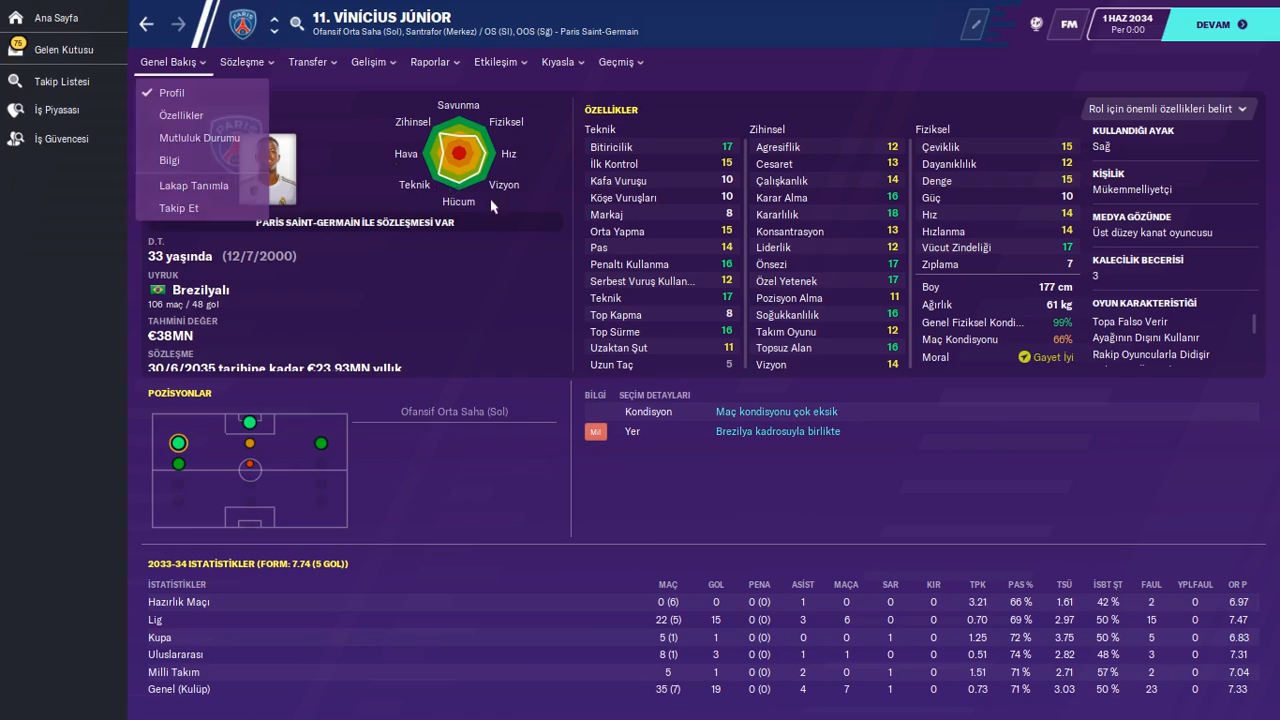 Ana Sayfa
75
Gelen Kutusu
Takip Listesi
İş Piyasası
İş Güvencesi
11. VİNÍCİUS JÚNİOR
Ofansif Orta Saha (Sol), Santrafor (Merkez) / OS (Sl), OOS (Sğ) - Paris Saint-Germain
FM
1 HAZ 2034
Per 0:00
DEVAM
Genel Bakış
Sözleşme
Transfer
Gelişim
Raporlar
Etkileşim
Kıyasla
Geçmiş
Profil
Özellikler
Mutluluk Durumu
Bilgi
Lakap Tanımla
Takip Et
Savunma
Zihinsel
Fiziksel
Hava
Hız
Teknik
Vizyon
Hücum
PARİS SAİNT-GERMAİN İLE SÖZLEŞMESİ VAR
D.T.
33 yaşında (12/7/2000)
UYRUK
Brezilyalı
106 maç / 48 gol
TAHMİNİ DEĞER
€38MN
SÖZLEŞME
30/6/2035 tarihine kadar €23.93MN yıllık
ÖZELLİKLER
Rol için önemli özellikleri belirt
Teknik
Bitiricilik 17
İlk Kontrol 15
Kafa Vuruşu 10
Köşe Vuruşları 10
Markaj 8
Orta Yapma 15
Pas 14
Penaltı Kullanma 16
Serbest Vuruş Kullan... 12
Teknik 17
Top Kapma 8
Top Sürme 16
Uzaktan Şut 11
Uzun Taç 5
Zihinsel
Agresiflik 12
Cesaret 13
Çalışkanlık 14
Karar Alma 16
Kararlılık 18
Konsantrasyon 13
Liderlik 12
Önsezi 17
Özel Yetenek 17
Pozisyon Alma 11
Soğukkanlılık 16
Takım Oyunu 12
Topsuz Alan 16
Vizyon 14
Fiziksel
Çeviklik 15
Dayanıklılık 12
Denge 15
Güç 10
Hız 14
Hızlanma 14
Vücut Zindeliği 17
Zıplama 7
Boy 177 cm
Ağırlık 61 kg
Genel Fiziksel Kondi... 99%
Maç Kondisyonu 66%
Moral Gayet İyi
KULLANDIĞI AYAK
Sağ
KİŞİLİK
Mükemmelliyetçi
MEDYA GÖZÜNDE
Üst düzey kanat oyuncusu
KALECİLİK BECERİSİ
3
OYUN KARAKTERİSTİĞİ
Topa Falso Verir
Ayağının Dışını Kullanır
Rakip Oyuncularla Didişir
POZİSYONLAR
Ofansif Orta Saha (Sol)
BİLGİ SEÇİM DETAYLARI
Kondisyon Maç kondisyonu çok eksik
Mil Yer Brezilya kadrosuyla birlikte
2033-34 ISTATİSTİKLER (FORM: 7.74 (5 GOL))
İSTATİSTİKLER MAÇ GOL PENA ASİST MAÇA SAR KIR TPK PAS % TSÜ İSBT ŞT FAUL YPLFAUL OR P
Hazırlık Maçı 0 (6) 0 0 (0) 1 0 0 0 3.21 66 % 1.61 42 % 2 0 6.97
Lig 22 (5) 15 0 (0) 3 6 0 0 0.70 69 % 2.97 50 % 15 0 7.47
Kupa 5 (1) 1 0 (0) 0 0 1 0 1.25 72 % 3.75 50 % 5 0 6.83
Uluslararası 8 (1) 3 0 (0) 1 1 0 0 0.51 74 % 2.82 48 % 3 0 7.31
Milli Takım 5 1 0 (0) 2 0 1 0 1.51 71 % 2.71 57 % 2 0 7.04
Genel (Kulüp) 35 (7) 19 0 (0) 4 7 1 0 0.73 71 % 3.03 50 % 23 0 7.33